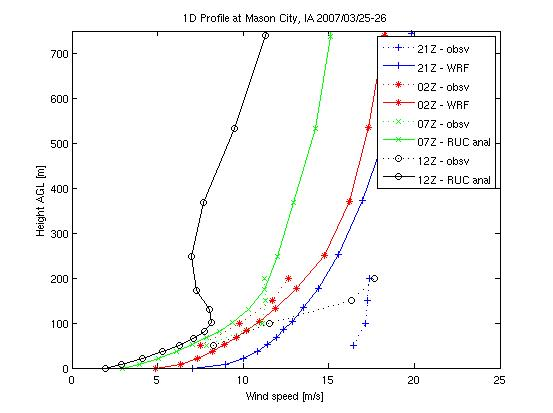 1D Profile at Mason City, IA 2007/03/25-26
700
600
500
400
300
200
100
0
Height AGL [m]
21Z - obsv
21Z - WRF
02Z - obsv
02Z - WRF
07Z - obsv
07Z - RUC anal
12Z - obsv
12Z - RUC anal
0 5 10 15 20 25
Wind speed [m/s]